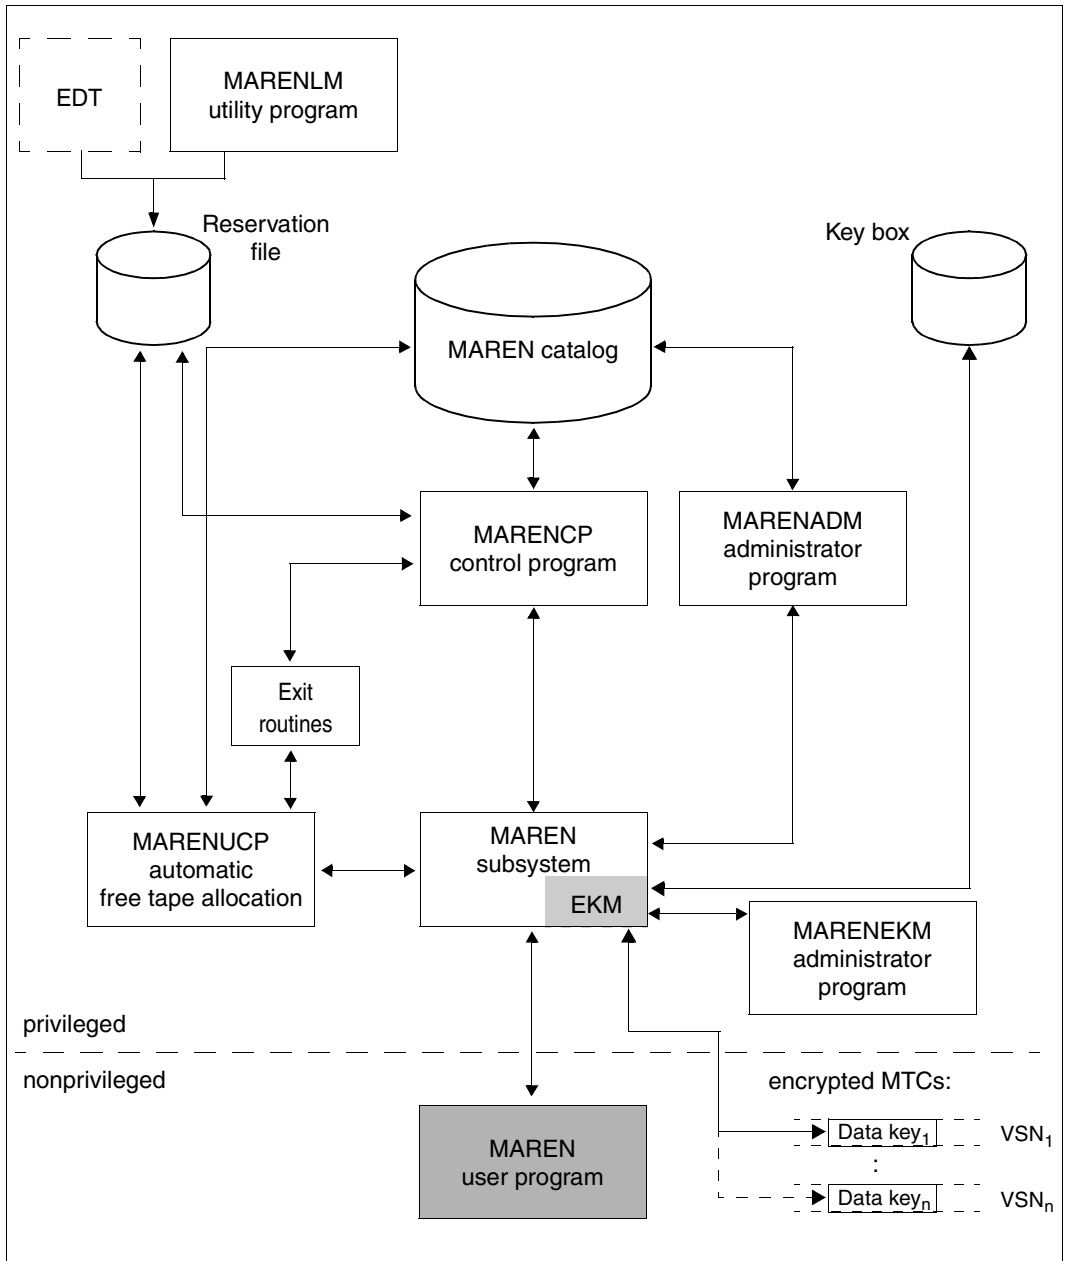 EDT
MARENLM
utility program
Reservation
file
Key box
MAREN catalog
MARENCP
control program
MARENADM
administrator
program
Exit
routines
MARENUCP
automatic
free tape allocation
MAREN
subsystem
EKM
MARENEKM
administrator
program
privileged
nonprivileged
encrypted MTCs:
MAREN
user program
Data key1
VSN1
:
Data keyn
VSNn